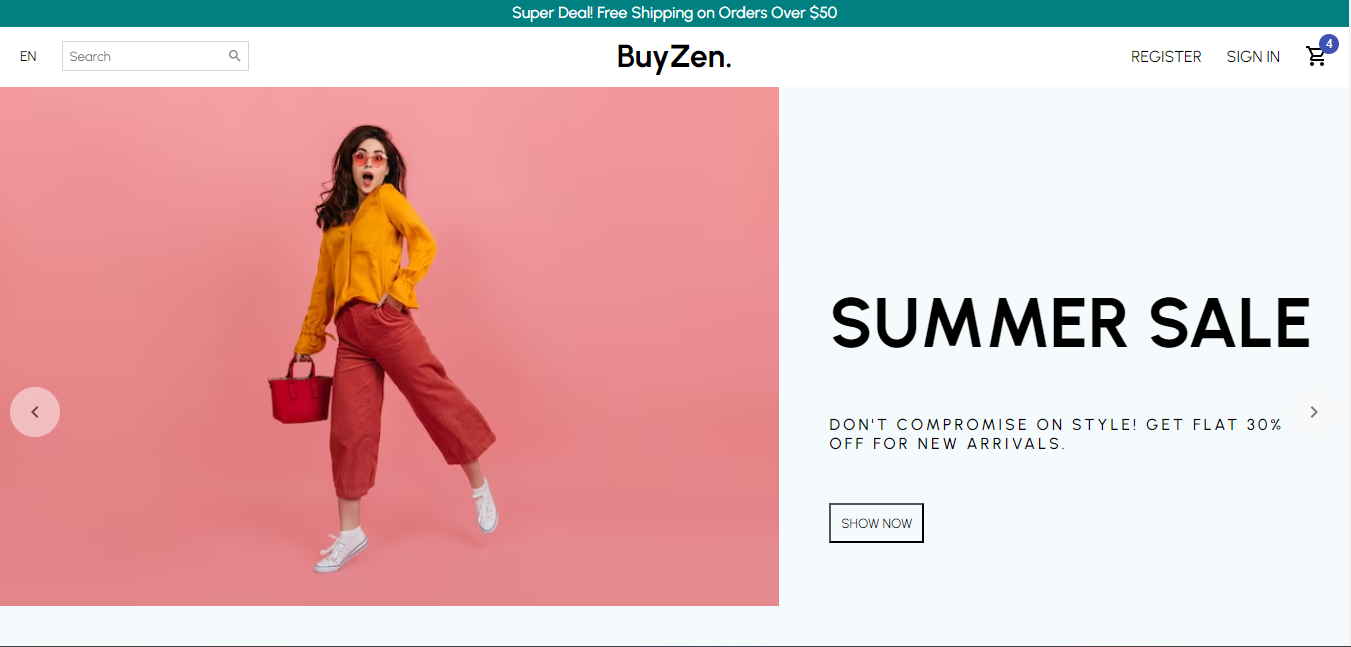 Super Deal! Free Shipping on Orders Over $50
EN
Search
BuyZen.
REGISTER
SIGN IN
4
SUMMER SALE
DON'T COMPROMISE ON STYLE! GET FLAT 30%
OFF FOR NEW ARRIVALS.
SHOW NOW